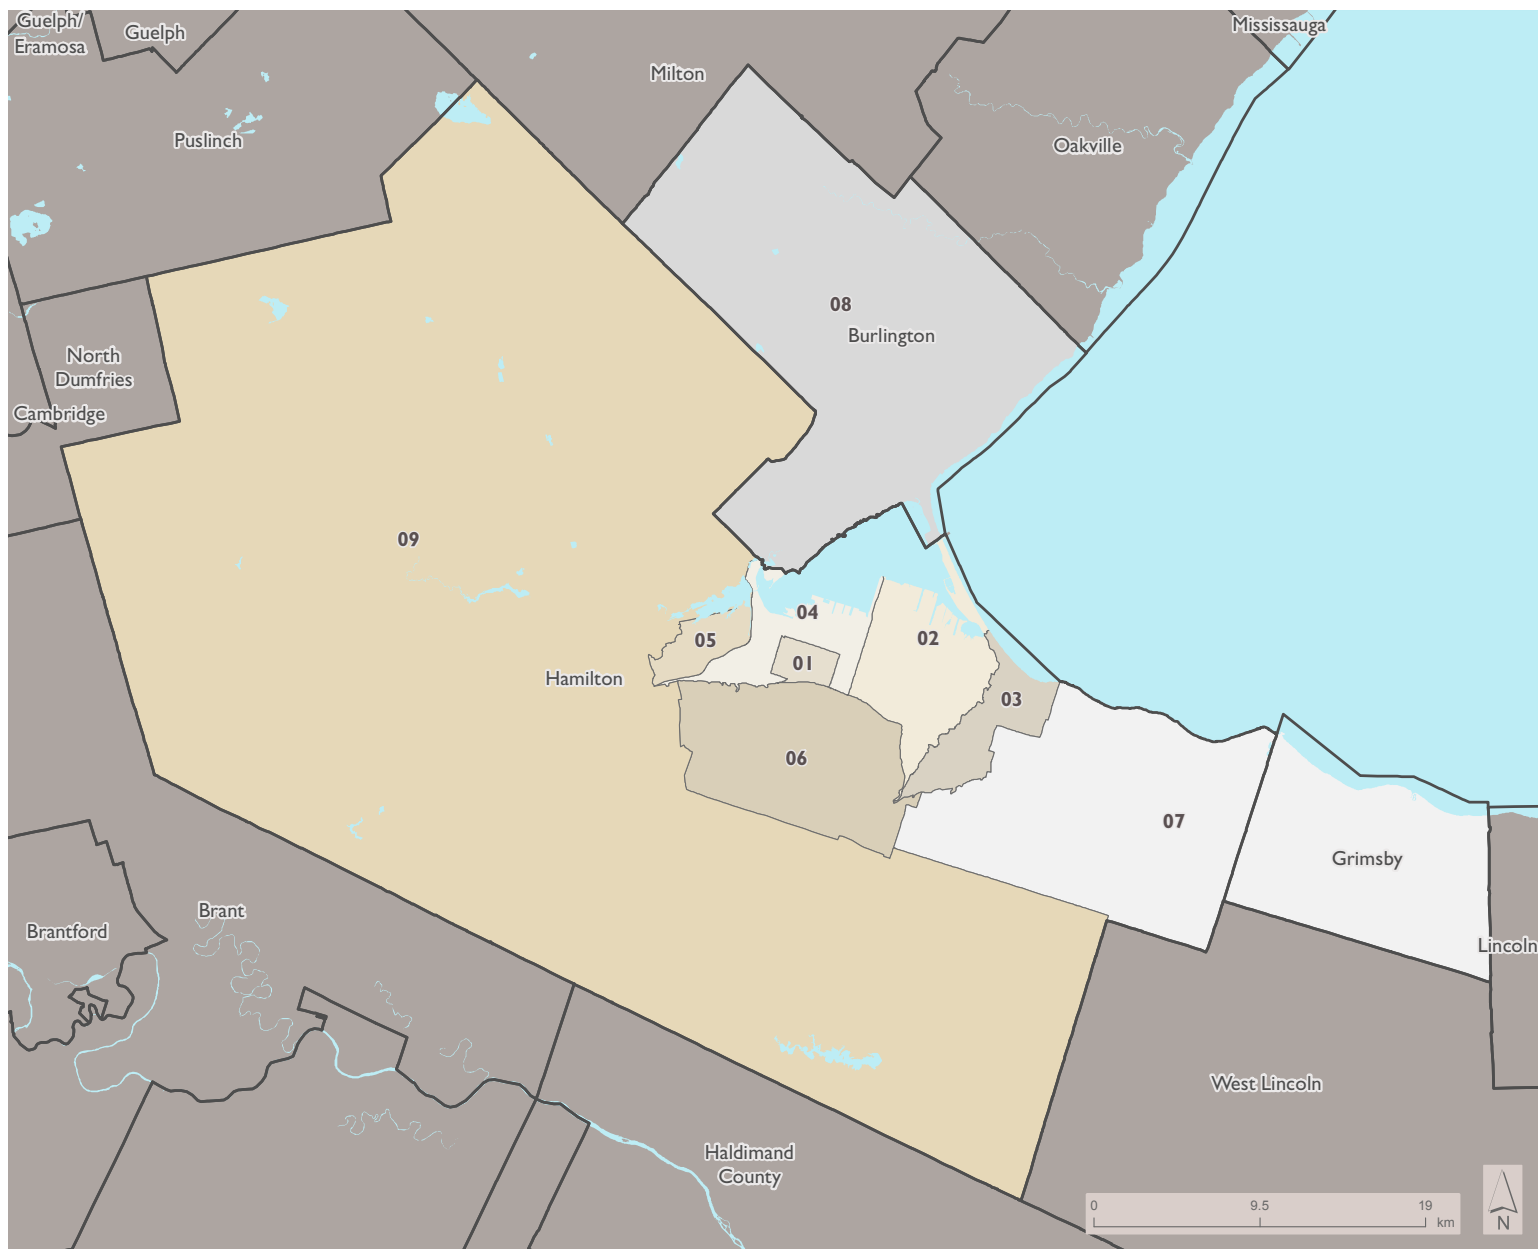 Guelph/
Eramosa
Guelph
Mississauga
Milton
Puslinch
Oakville
08
Burlington
North
Dumfries
Cambridge
09
04
05
02
01
Hamilton
03
06
07
Grimsby
Brant
Brantford
Lincoln
West Lincoln
Haldimand
County
0 9.5 19
km
N